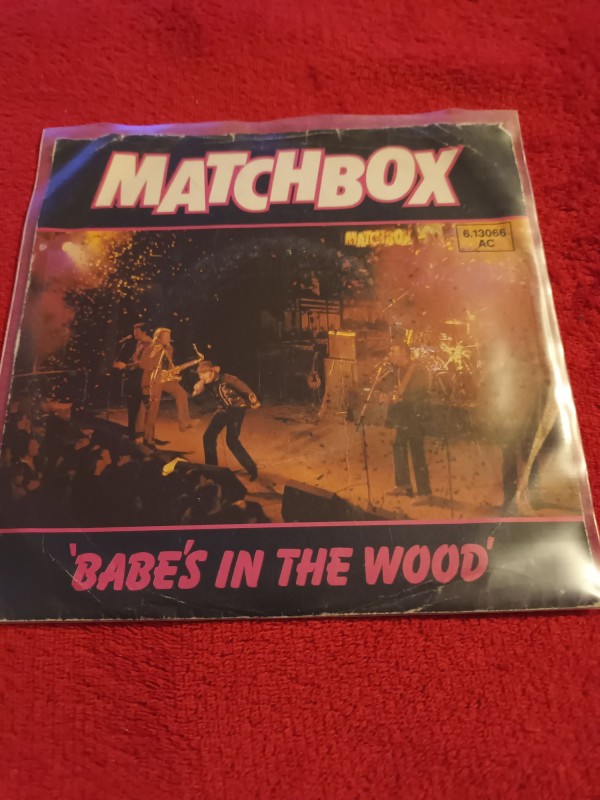 MATCHBOX
MATCHBOX
6.13066
AC
'BABE'S IN THE WOOD'